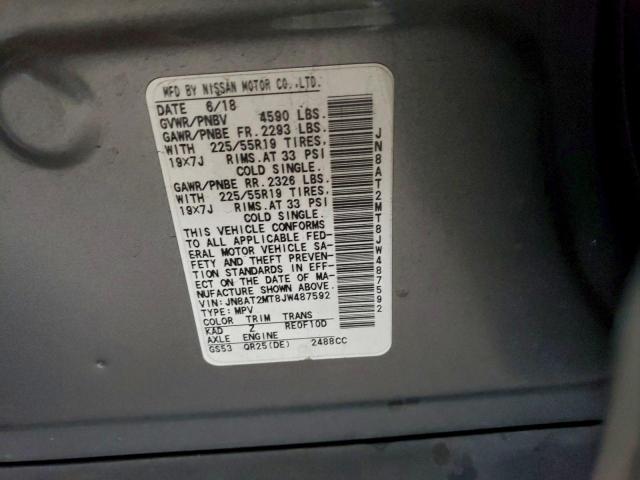 MFD BY NISSAN MOTOR CO.,LTD.
DATE 6/18
GVWR/PNBV 4590 LBS.
GAWR/PNBE FR. 2293 LBS.
WITH 225/55R19 TIRES,
19X7J RIMS.AT 33 PSI
COLD SINGLE.
GAWR/PNBE RR. 2326 LBS.
WITH 225/55R19 TIRES,
19X7J RIMS.AT 33 PSI
COLD SINGLE.
THIS VEHICLE CONFORMS
TO ALL APPLICABLE FED-
ERAL MOTOR VEHICLE SA-
FETY AND THEFT PREVEN-
TION STANDARDS IN EFF-
ECT ON THE DATE OF MA-
NUFACTURE SHOWN ABOVE.
VIN: JN8AT2MT8JW487592
TYPE: MPV
COLOR TRIM TRANS
KAD Z RE0F10D
AXLE ENGINE
GS53 QR25(DE) 2488CC
JN8AT2MT8JW487592